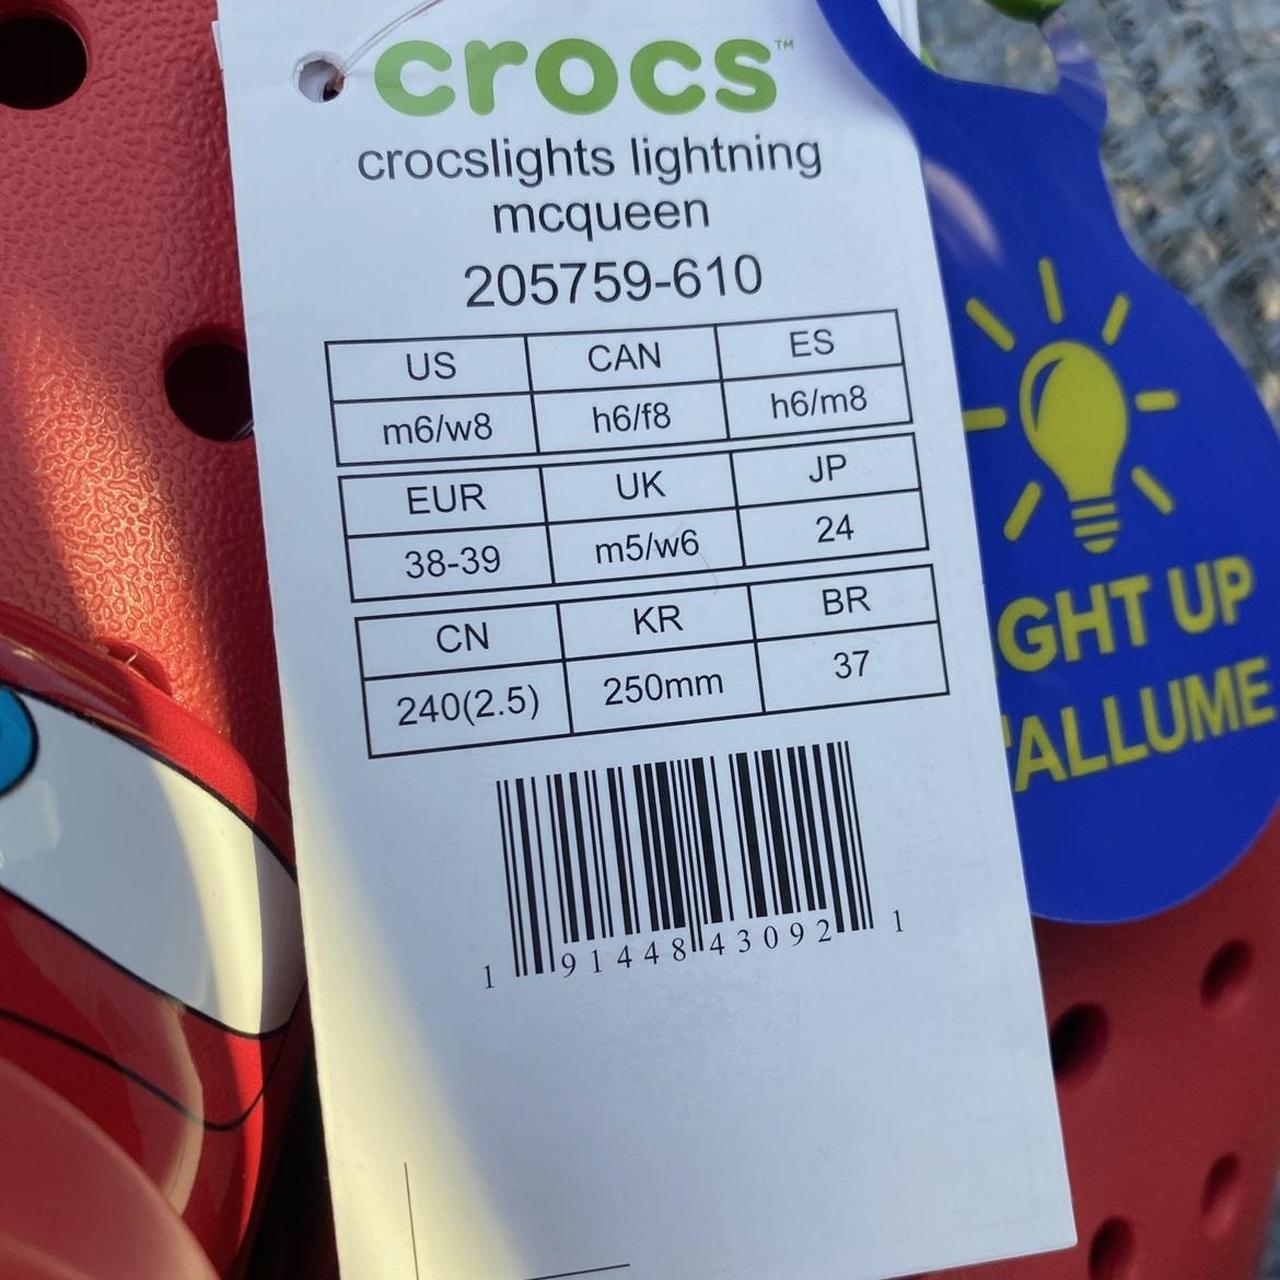 crocs™
crocslights lightning
mcqueen
205759-610
US CAN ES
m6/w8 h6/f8 h6/m8
EUR UK JP
38-39 m5/w6 24
CN KR BR
240(2.5) 250mm 37
1 91448 43092 1
GHT UP
'ALLUME